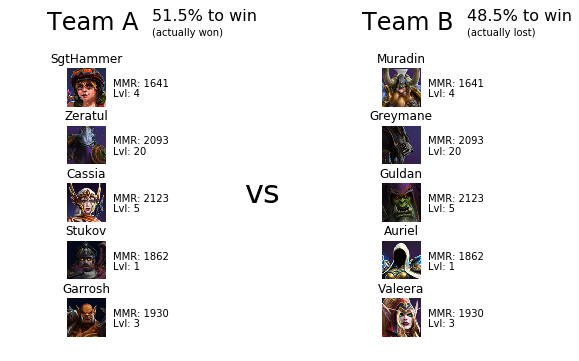 Team A 51.5% to win
(actually won)
SgtHammer
MMR: 1641
Lvl: 4
Zeratul
MMR: 2093
Lvl: 20
Cassia
MMR: 2123
Lvl: 5
Stukov
MMR: 1862
Lvl: 1
Garrosh
MMR: 1930
Lvl: 3
vs
Team B 48.5% to win
(actually lost)
Muradin
MMR: 1641
Lvl: 4
Greymane
MMR: 2093
Lvl: 20
Guldan
MMR: 2123
Lvl: 5
Auriel
MMR: 1862
Lvl: 1
Valeera
MMR: 1930
Lvl: 3